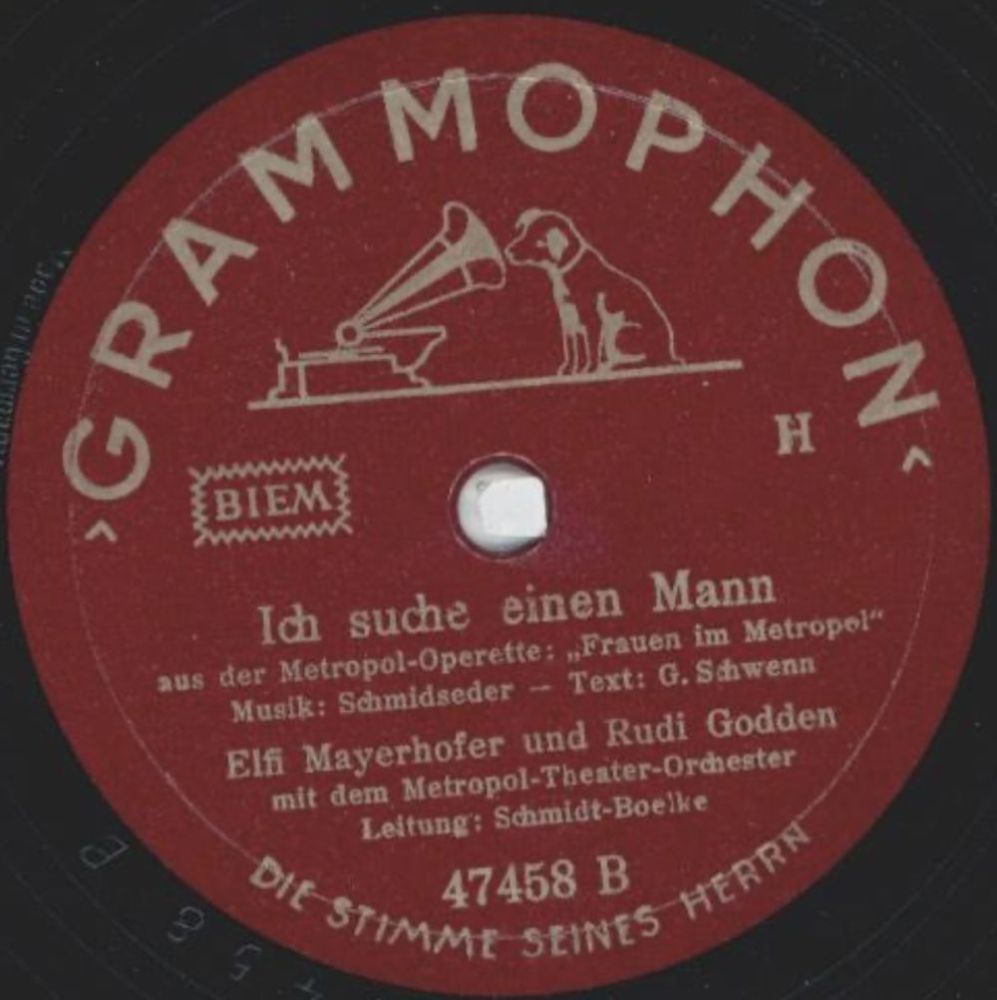 ›GRAMMOPHON‹
H
BIEM
Ich suche einen Mann
aus der Metropol-Operette: „Frauen im Metropol“
Musik: Schmidseder — Text: G. Schwenn
Elfi Mayerhofer und Rudi Godden
mit dem Metropol-Theater-Orchester
Leitung: Schmidt-Boelke
47458 B
DIE STIMME SEINES HERRN